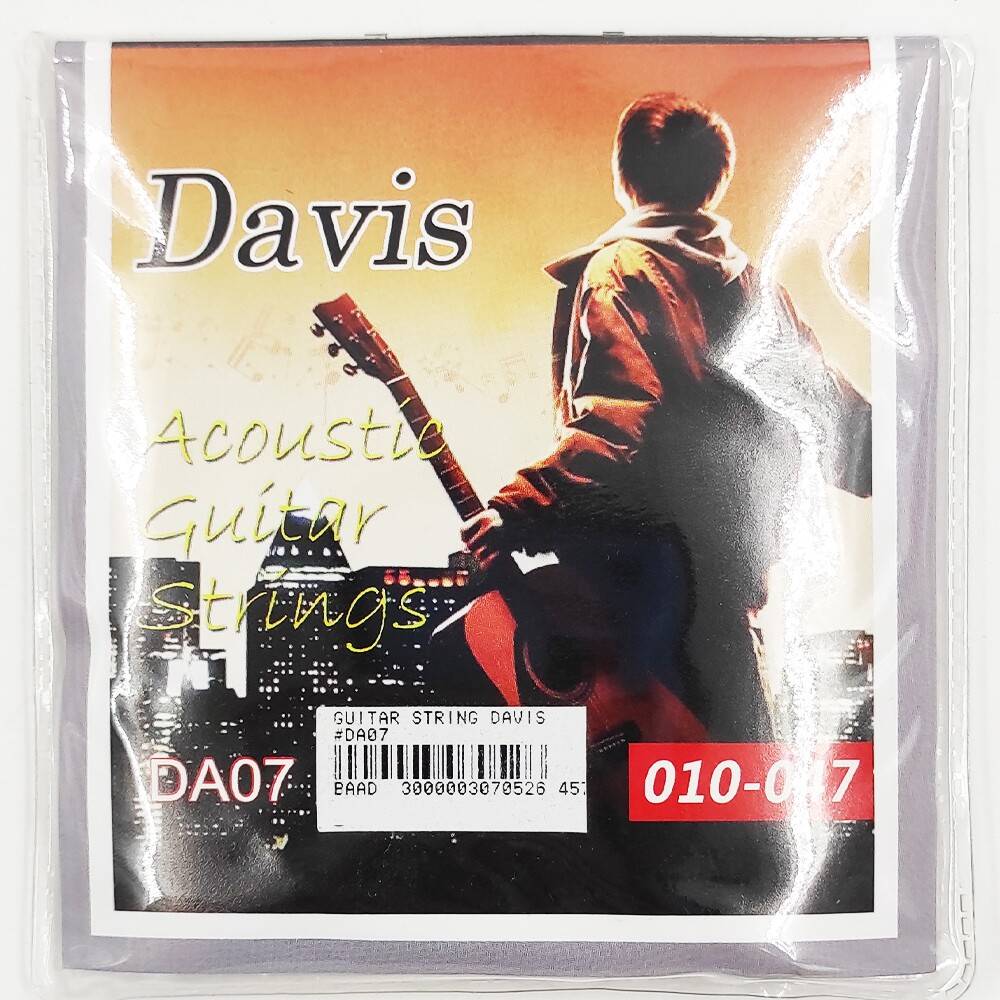 Davis
Acoustic
Guitar
Strings
GUITAR STRING DAVIS
#DA07
BAAD 3000003070526 457
DA07
010-047